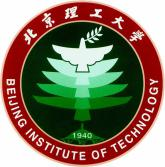 北京理工大学
1940
BEIJING INSTITUTE OF TECHNOLOGY